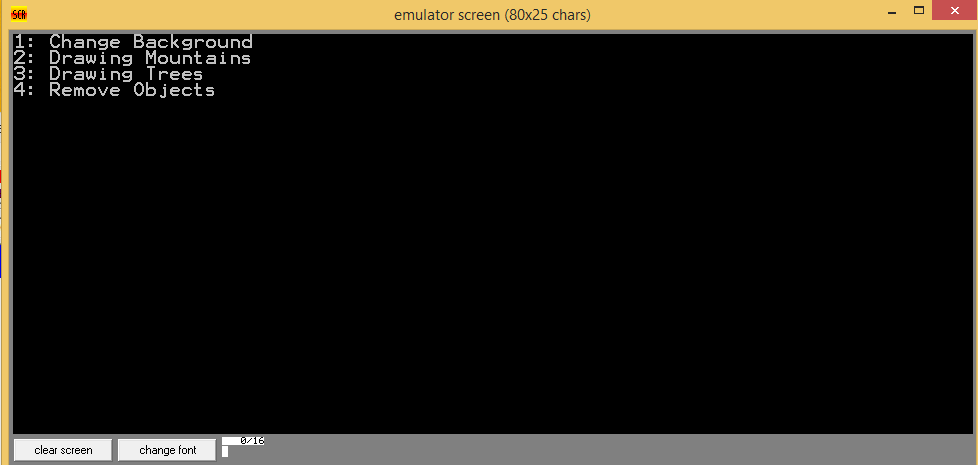 SCR
emulator screen (80x25 chars)
1: Change Background
2: Drawing Mountains
3: Drawing Trees
4: Remove Objects
clear screen
change font
0/16